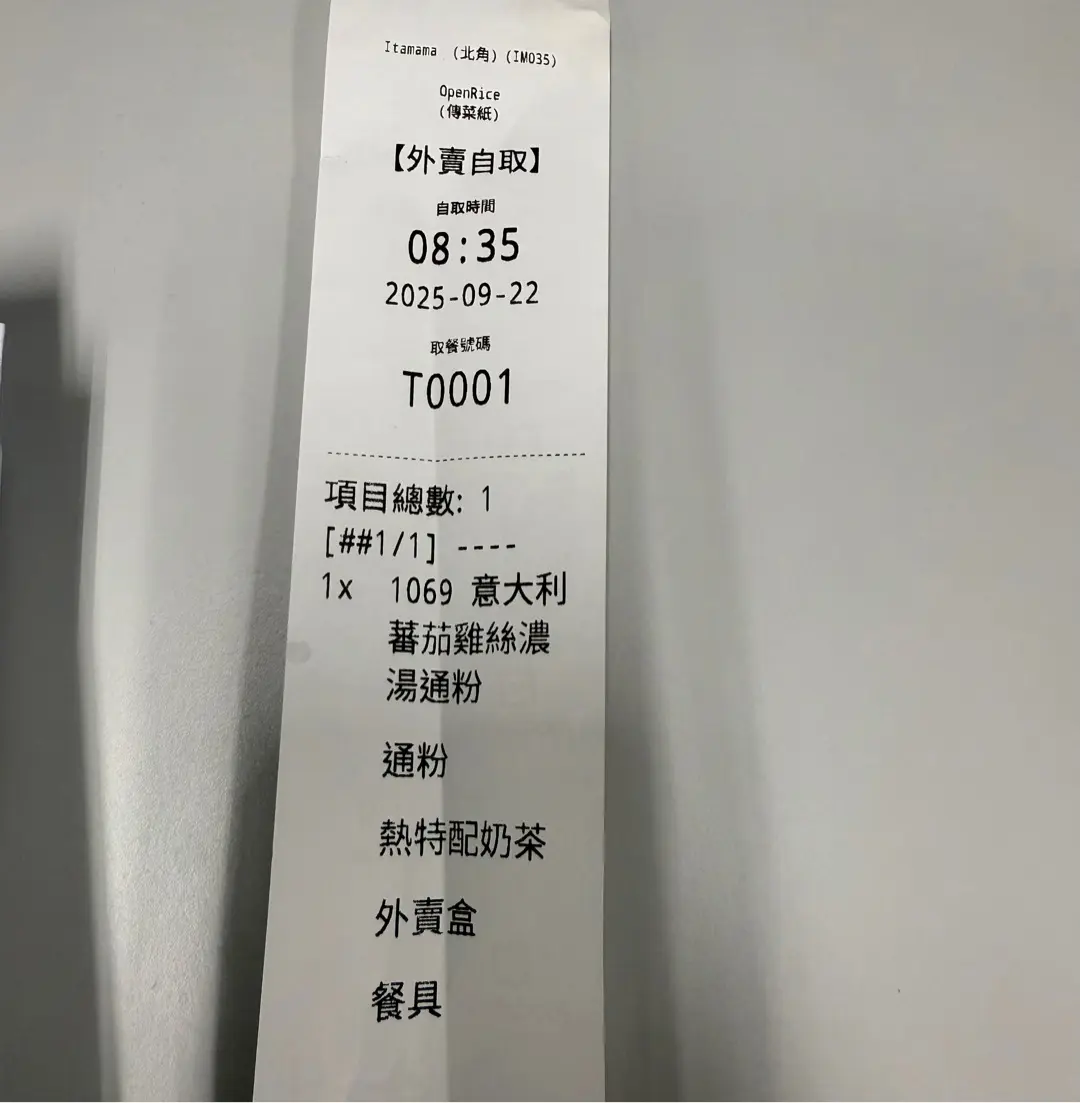 Itamama (北角)(IM035)
OpenRice
(傳菜紙)
【外賣自取】
自取時間
08:35
2025-09-22
取餐號碼
T0001
項目總數: 1
[##1/1] ----
1x 1069 意大利
蕃茄雞絲濃
湯通粉
通粉
熱特配奶茶
外賣盒
餐具